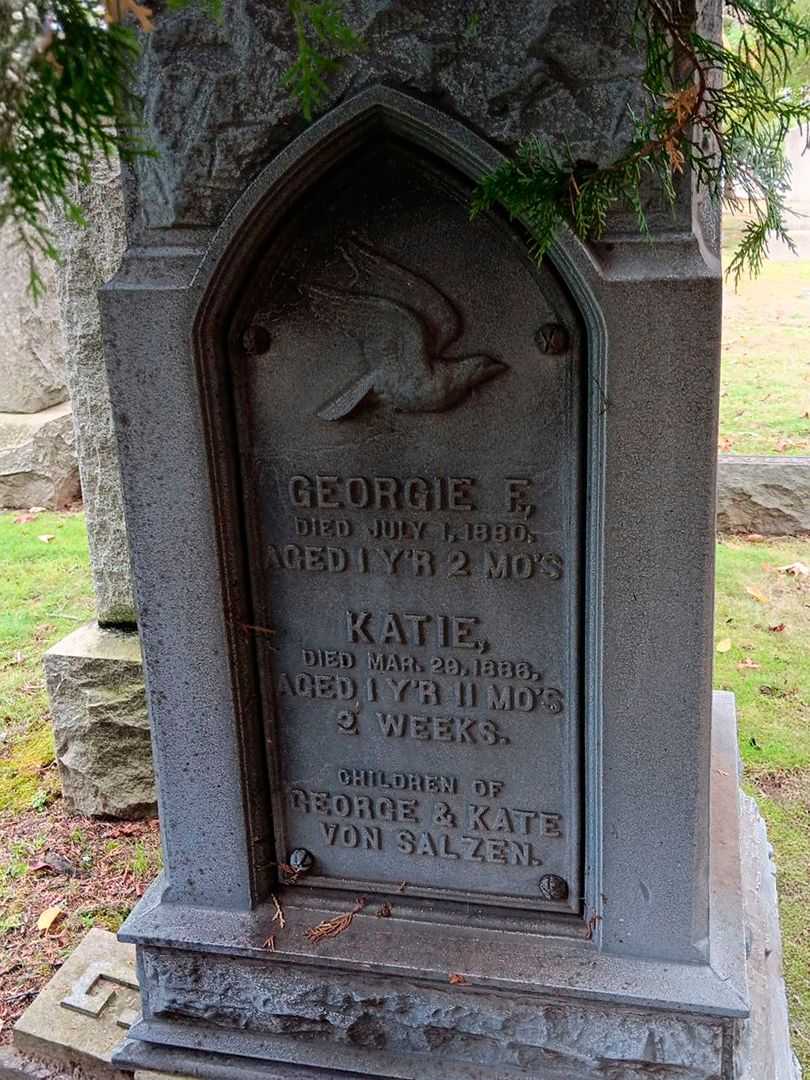 GEORGIE F,
DIED JULY 1, 1880.
AGED 1 Y'R 2 MO'S
KATIE,
DIED MAR. 29, 1886.
AGED 1 Y'R 11 MO'S
2 WEEKS.
CHILDREN OF
GEORGE & KATE
VON SALZEN.